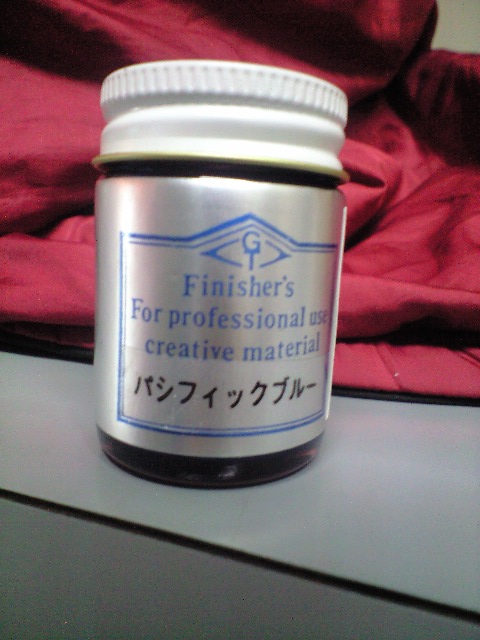 GT
Finisher's
For professional use
creative material
パシフィックブルー